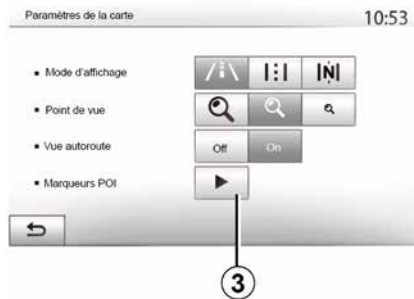 Paramètres de la carte 10:53
▪ Mode d'affichage |N|
▪ Point de vue
▪ Vue autoroute Off On
▪ Marqueurs POI
3